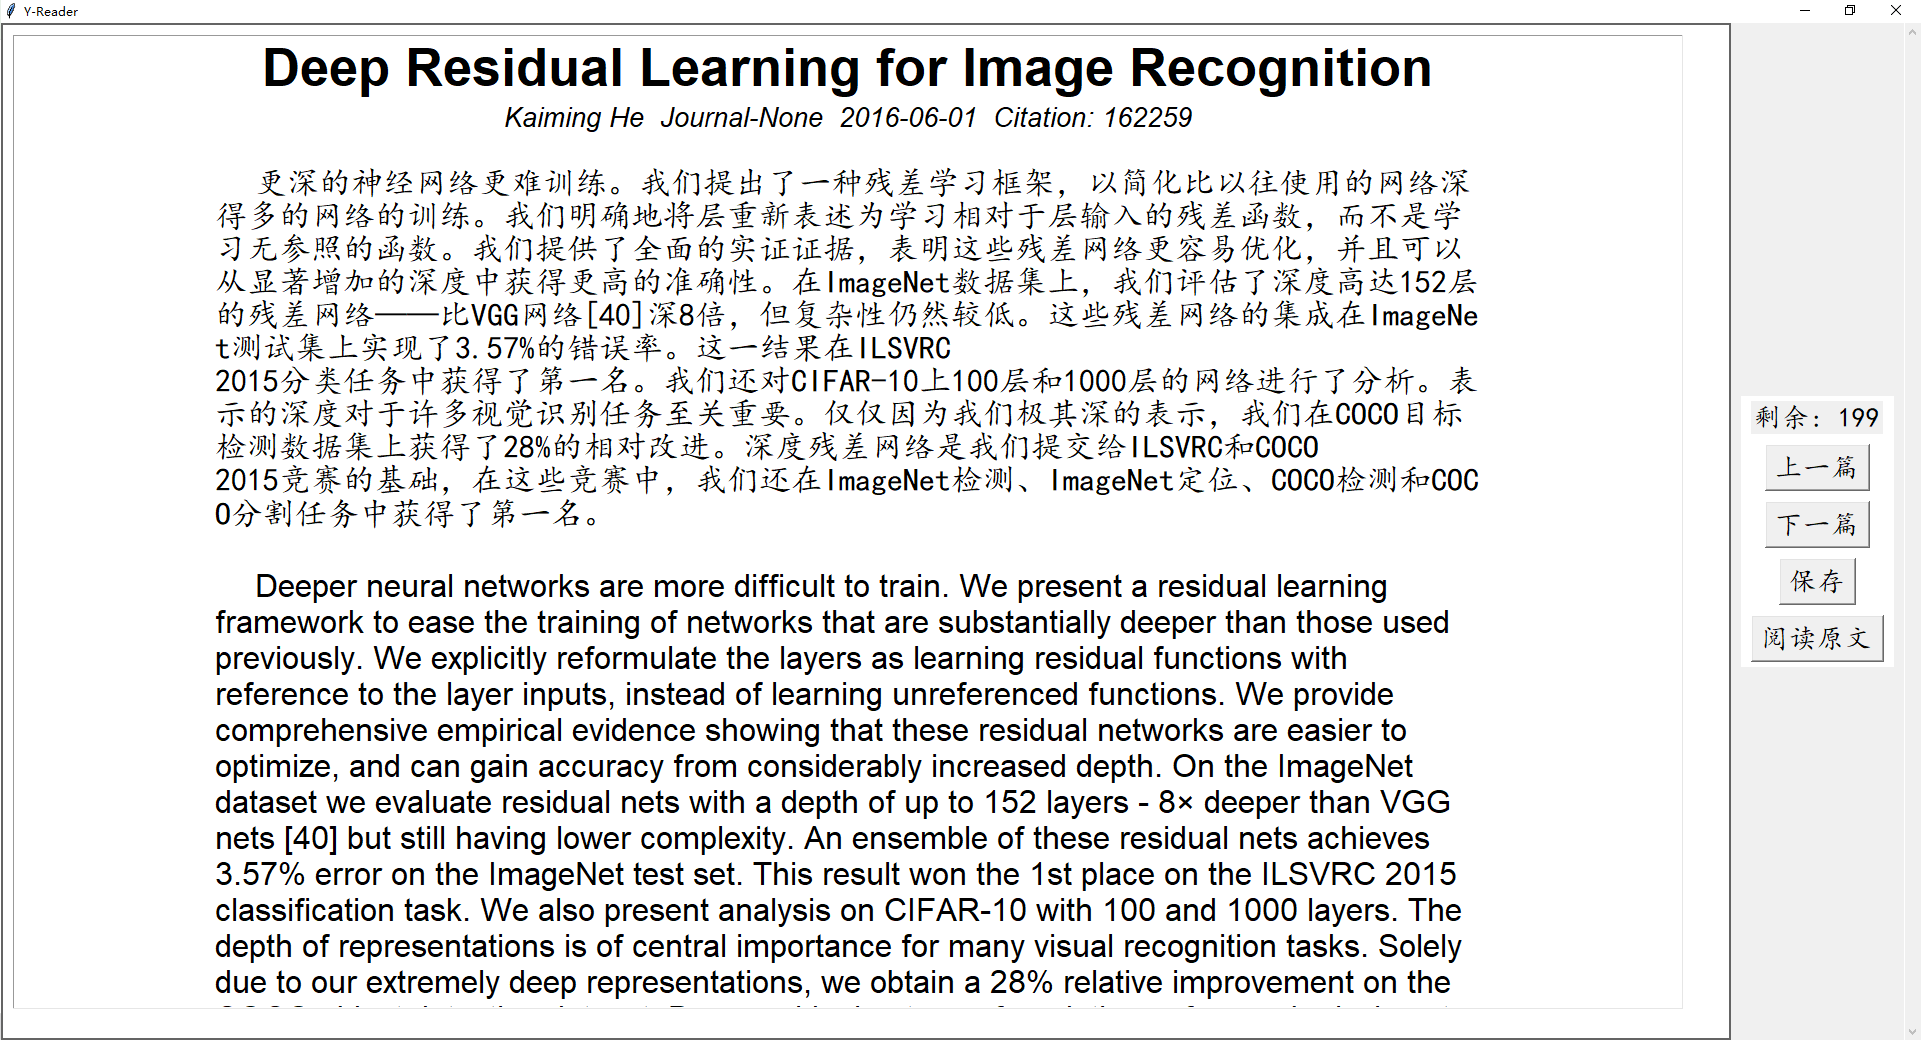 Y-Reader
Deep Residual Learning for Image Recognition
Kaiming He  Journal-None  2016-06-01  Citation: 162259
更深的神经网络更难训练。我们提出了一种残差学习框架，以简化比以往使用的网络深
得多的网络的训练。我们明确地将层重新表述为学习相对于层输入的残差函数，而不是学
习无参照的函数。我们提供了全面的实证证据，表明这些残差网络更容易优化，并且可以
从显著增加的深度中获得更高的准确性。在ImageNet数据集上，我们评估了深度高达152层
的残差网络——比VGG网络[40]深8倍，但复杂性仍然较低。这些残差网络的集成在ImageNe
t测试集上实现了3.57%的错误率。这一结果在ILSVRC
2015分类任务中获得了第一名。我们还对CIFAR-10上100层和1000层的网络进行了分析。表
示的深度对于许多视觉识别任务至关重要。仅仅因为我们极其深的表示，我们在COCO目标
检测数据集上获得了28%的相对改进。深度残差网络是我们提交给ILSVRC和COCO
2015竞赛的基础，在这些竞赛中，我们还在ImageNet检测、ImageNet定位、COCO检测和COC
O分割任务中获得了第一名。
Deeper neural networks are more difficult to train. We present a residual learning
framework to ease the training of networks that are substantially deeper than those used
previously. We explicitly reformulate the layers as learning residual functions with
reference to the layer inputs, instead of learning unreferenced functions. We provide
comprehensive empirical evidence showing that these residual networks are easier to
optimize, and can gain accuracy from considerably increased depth. On the ImageNet
dataset we evaluate residual nets with a depth of up to 152 layers - 8× deeper than VGG
nets [40] but still having lower complexity. An ensemble of these residual nets achieves
3.57% error on the ImageNet test set. This result won the 1st place on the ILSVRC 2015
classification task. We also present analysis on CIFAR-10 with 100 and 1000 layers. The
depth of representations is of central importance for many visual recognition tasks. Solely
due to our extremely deep representations, we obtain a 28% relative improvement on the
剩余: 199
上一篇
下一篇
保存
阅读原文